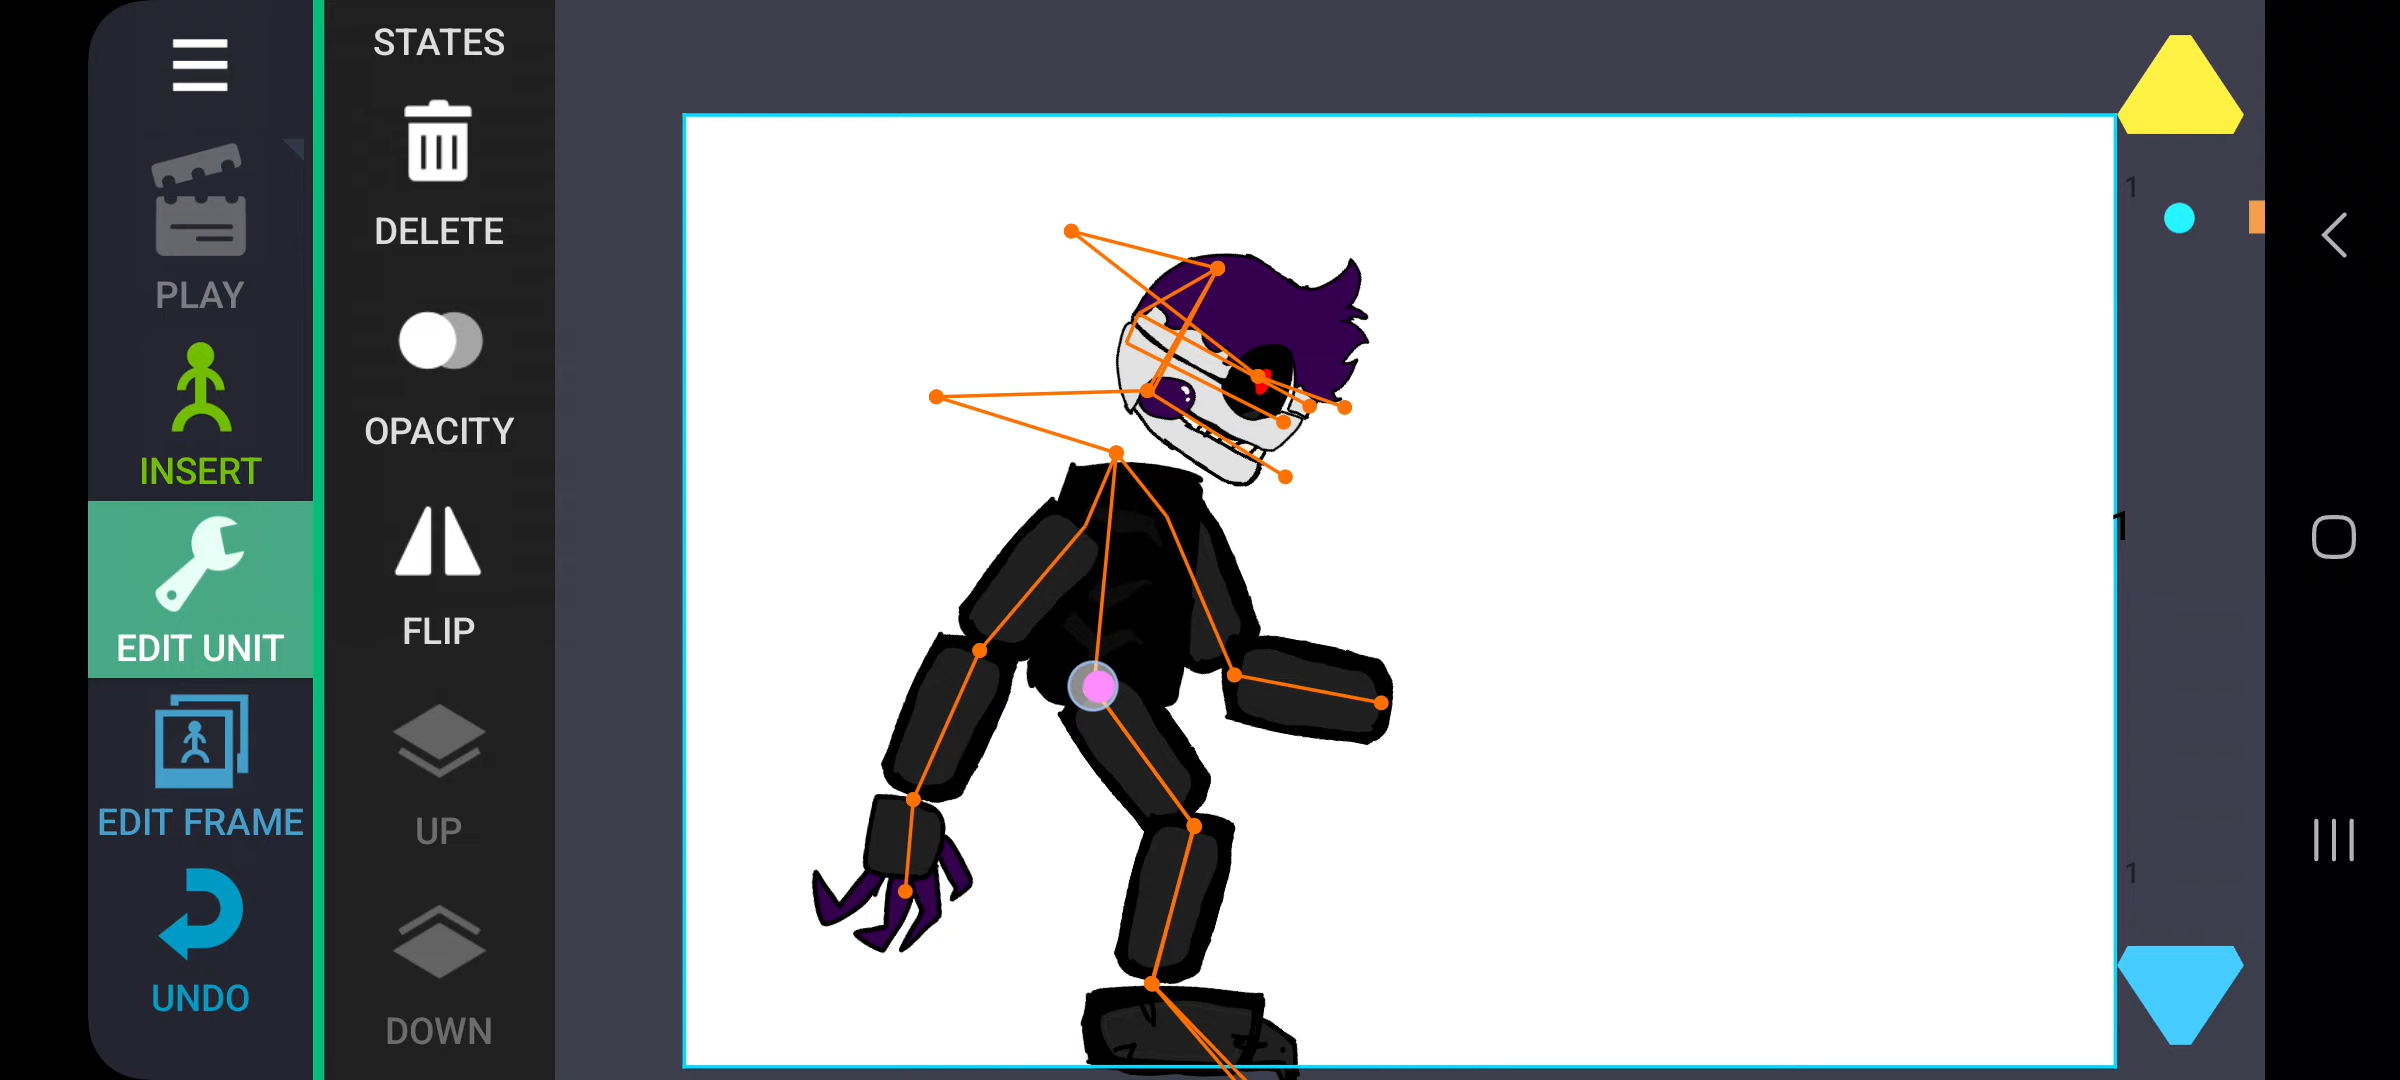 PLAY
INSERT
EDIT UNIT
EDIT FRAME
UNDO
STATES
DELETE
OPACITY
FLIP
UP
DOWN
1
1
1